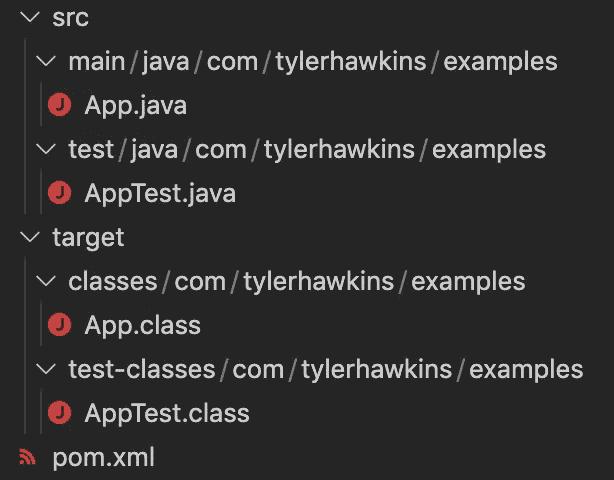 src
main/java/com/tylerhawkins/examples
J App.java
test/java/com/tylerhawkins/examples
J AppTest.java
target
classes/com/tylerhawkins/examples
J App.class
test-classes/com/tylerhawkins/examples
J AppTest.class
pom.xml